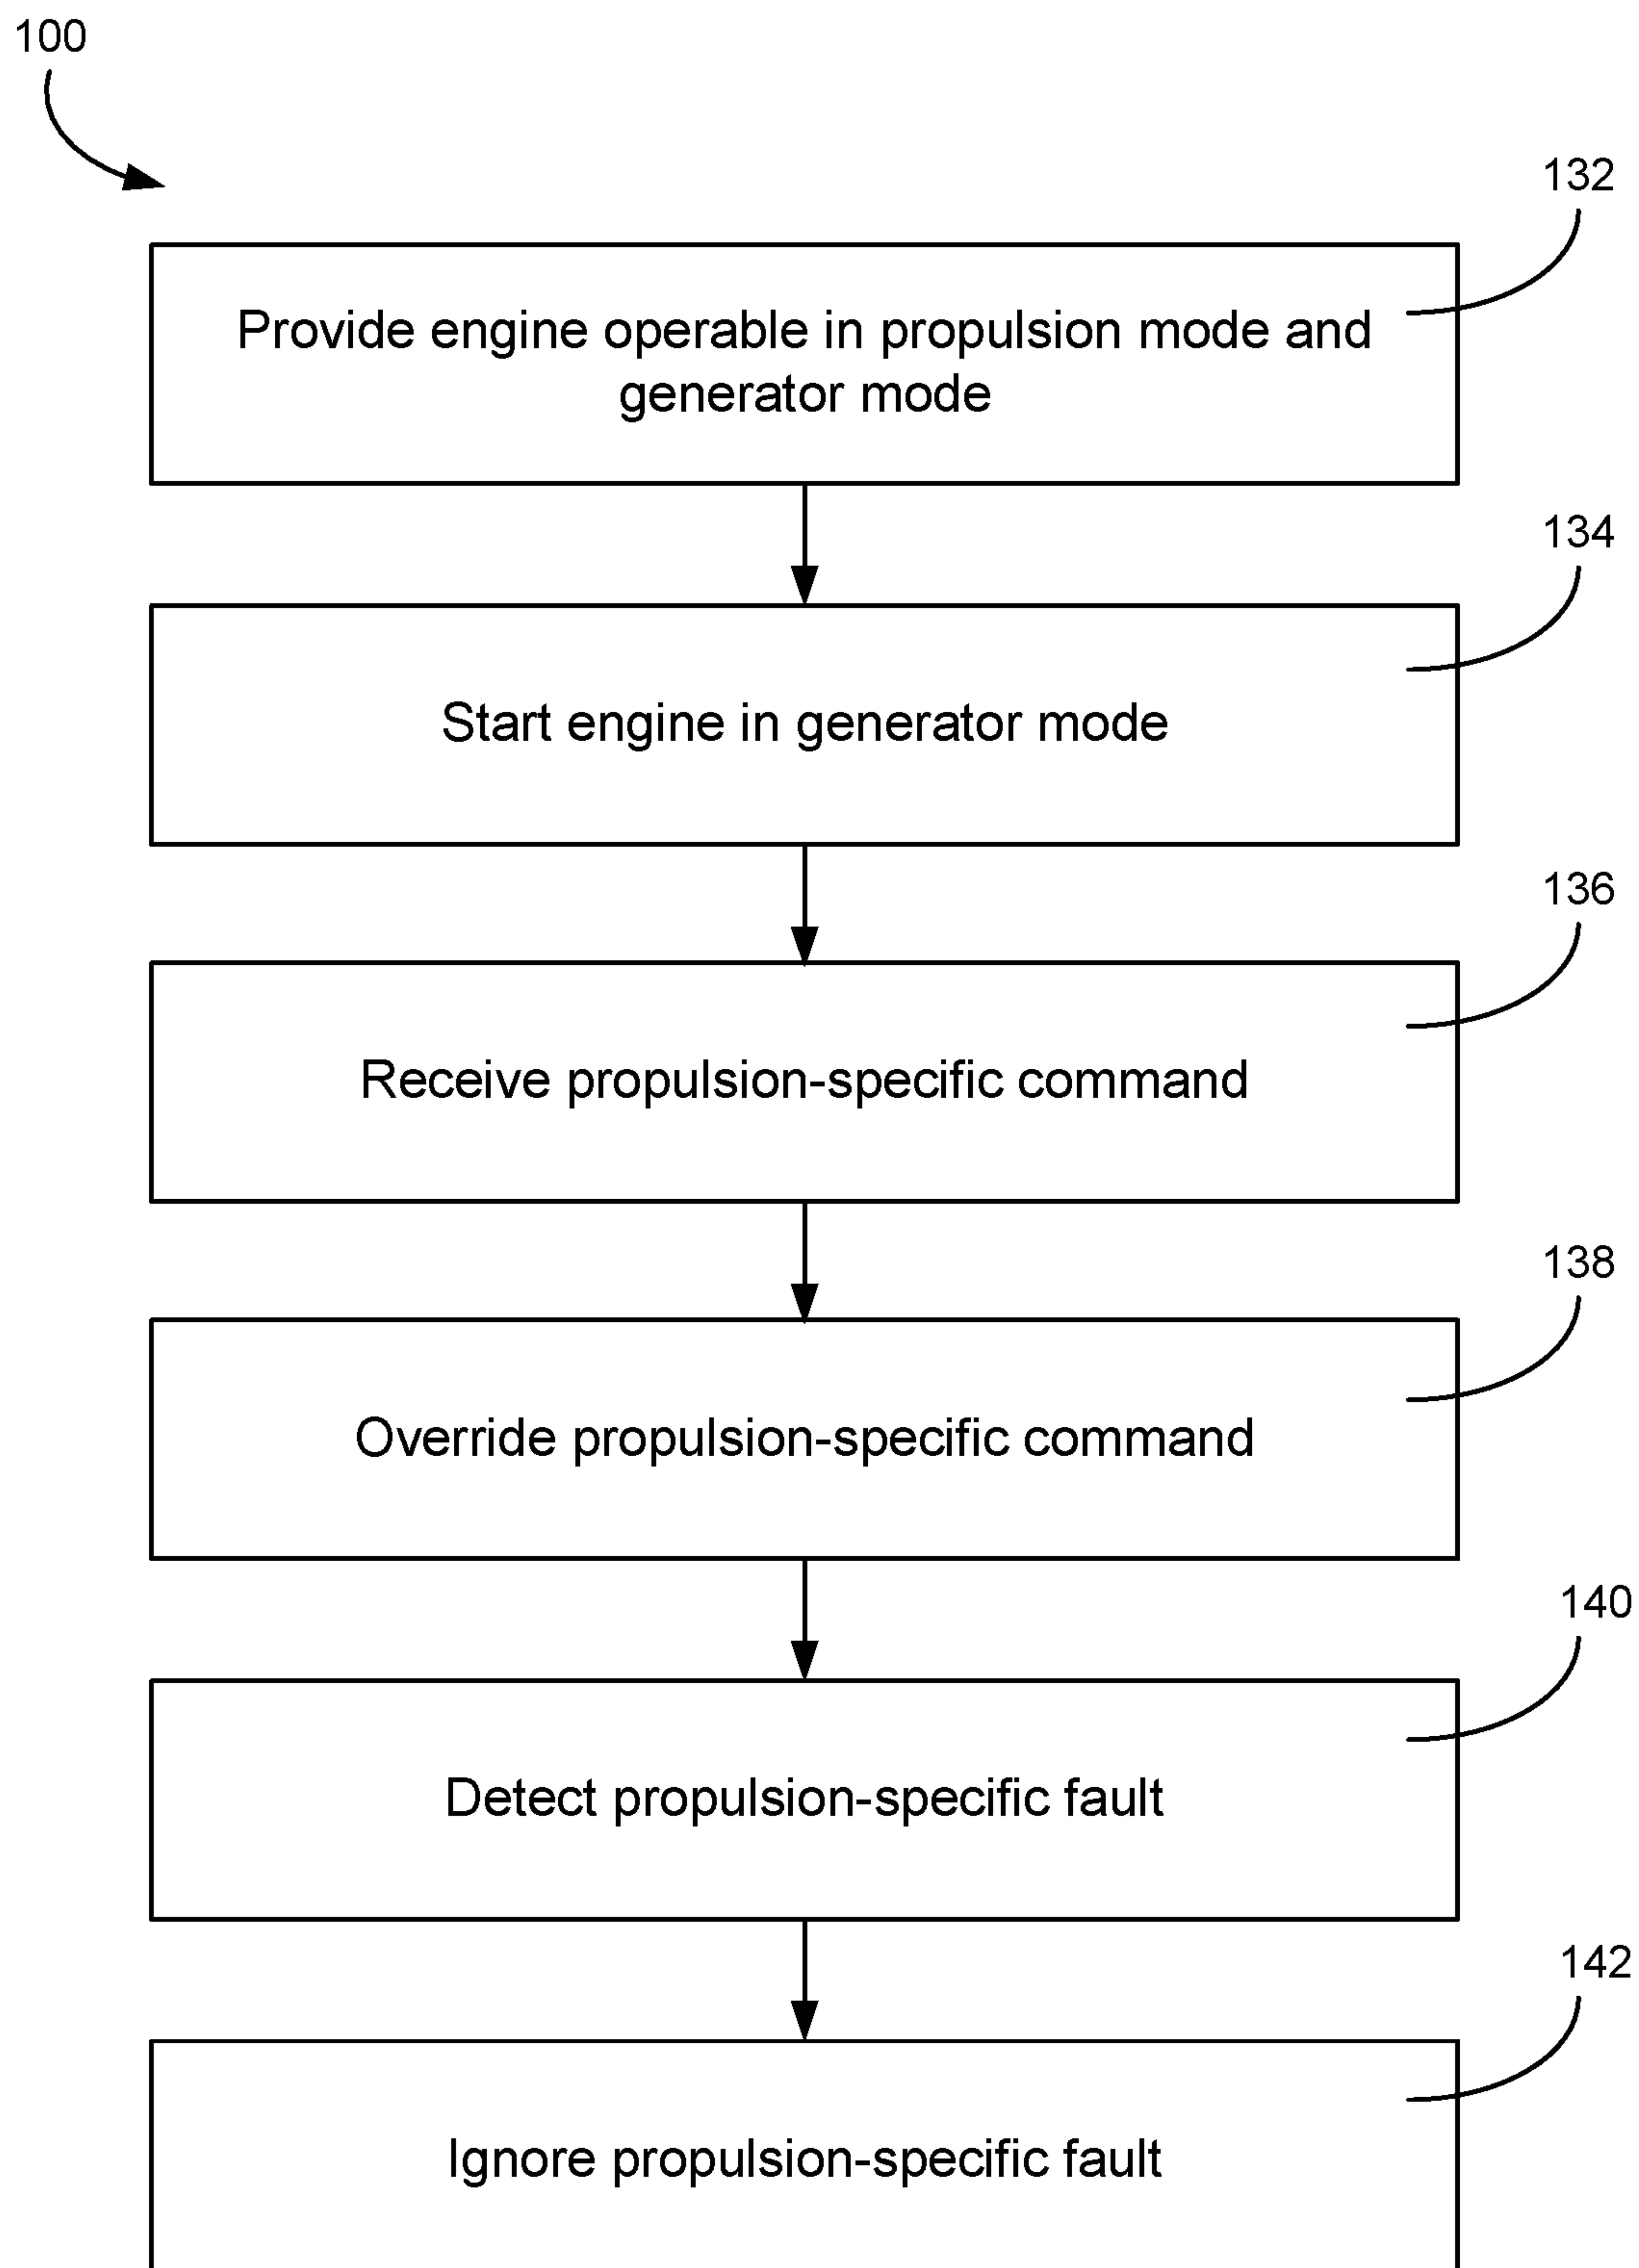 100
132
Provide engine operable in propulsion mode and
generator mode
134
Start engine in generator mode
136
Receive propulsion-specific command
138
Override propulsion-specific command
140
Detect propulsion-specific fault
142
Ignore propulsion-specific fault